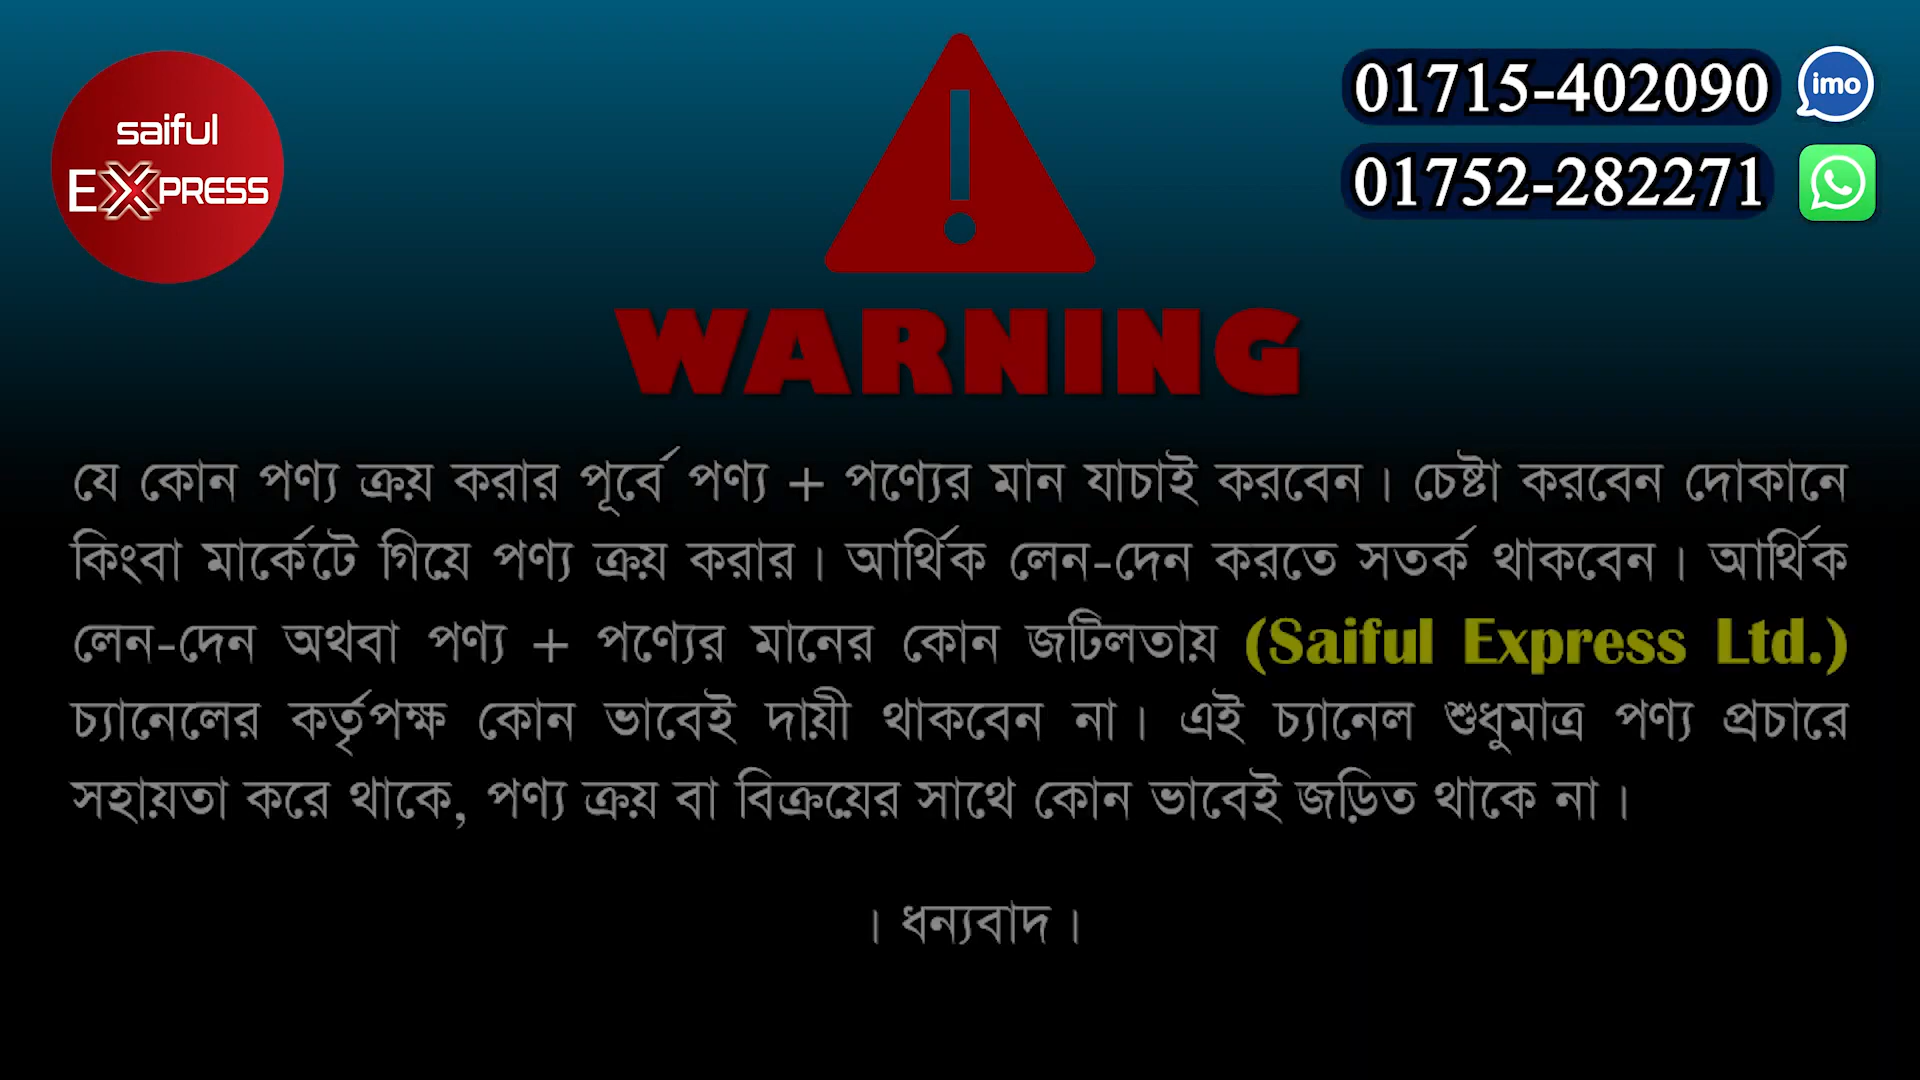 saiful
EXPRESS
01715-402090
imo
01752-282271
WARNING
যে কোন পণ্য ক্রয় করার পূর্বে পণ্য + পণ্যের মান যাচাই করবেন। চেষ্টা করবেন দোকানে
কিংবা মার্কেটে গিয়ে পণ্য ক্রয় করার। আর্থিক লেন-দেন করতে সতর্ক থাকবেন। আর্থিক
লেন-দেন অথবা পণ্য + পণ্যের মানের কোন জটিলতায় (Saiful Express Ltd.)
চ্যানেলের কর্তৃপক্ষ কোন ভাবেই দায়ী থাকবেন না। এই চ্যানেল শুধুমাত্র পণ্য প্রচারে
সহায়তা করে থাকে, পণ্য ক্রয় বা বিক্রয়ের সাথে কোন ভাবেই জড়িত থাকে না।
। ধন্যবাদ।